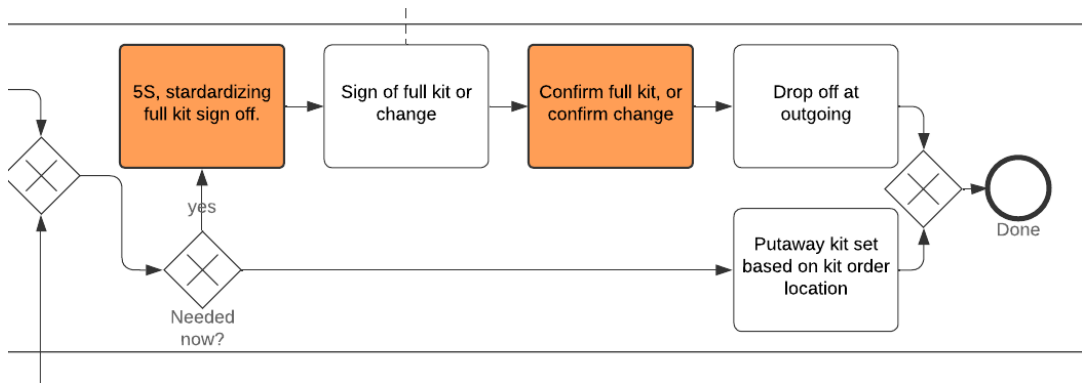 5S, stardardizing
full kit sign off.
Sign of full kit or
change
Confirm full kit, or
confirm change
Drop off at
outgoing
yes
Needed
now?
Putaway kit set
based on kit order
location
Done